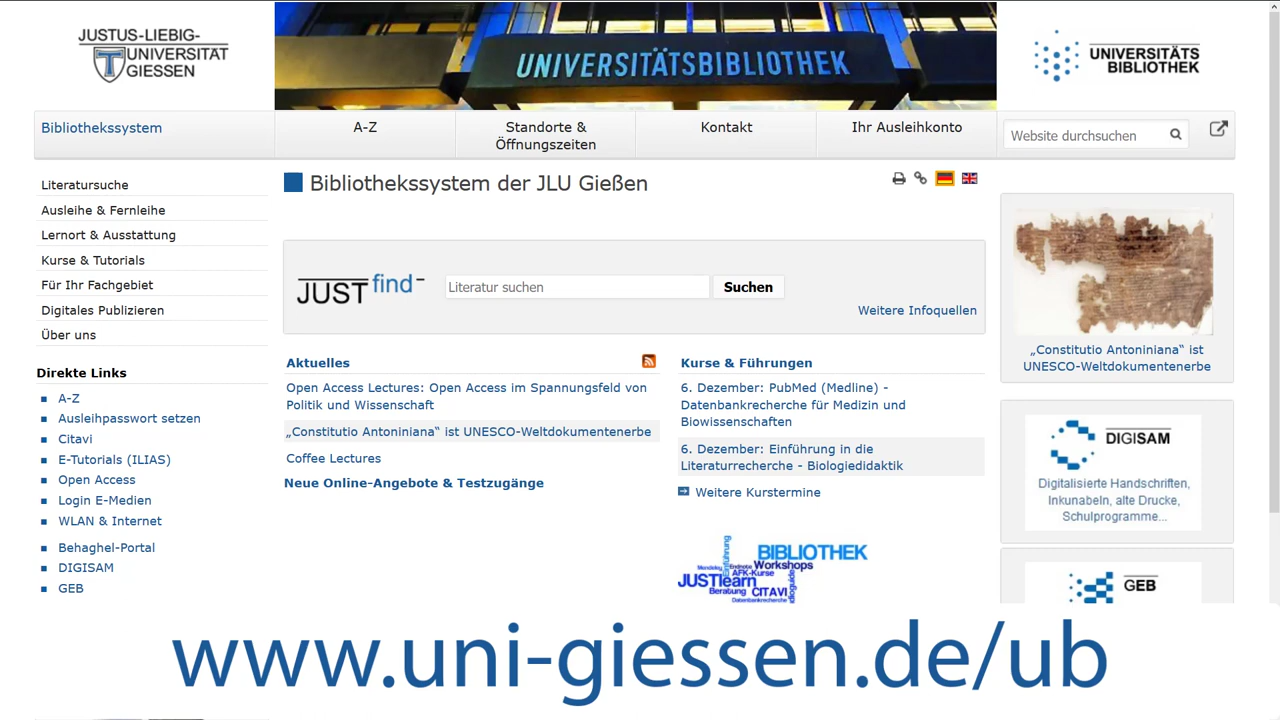 JUSTUS-LIEBIG-
UNIVERSITÄT
GIESSEN
UNIVERSITÄTSBIBLIOTHEK
UNIVERSITÄTS
BIBLIOTHEK
Bibliothekssystem
A-Z
Standorte &
Öffnungszeiten
Kontakt
Ihr Ausleihkonto
Website durchsuchen
Literatursuche
Ausleihe & Fernleihe
Lernort & Ausstattung
Kurse & Tutorials
Für Ihr Fachgebiet
Digitales Publizieren
Über uns
Direkte Links
A-Z
Ausleihpasswort setzen
Citavi
E-Tutorials (ILIAS)
Open Access
Login E-Medien
WLAN & Internet
Behaghel-Portal
DIGISAM
GEB
Bibliothekssystem der JLU Gießen
JUST find
Literatur suchen
Suchen
Weitere Infoquellen
Aktuelles
Open Access Lectures: Open Access im Spannungsfeld von
Politik und Wissenschaft
„Constitutio Antoniniana“ ist UNESCO-Weltdokumentenerbe
Coffee Lectures
Neue Online-Angebote & Testzugänge
Kurse & Führungen
6. Dezember: PubMed (Medline) -
Datenbankrecherche für Medizin und
Biowissenschaften
6. Dezember: Einführung in die
Literaturrecherche - Biologiedidaktik
Weitere Kurstermine
Einführung
BIBLIOTHEK
Mendeley
Endnote
Workshops
AFK-Kurse
JUSTlearn
Beratung
CITAVI
Datenbankrecherche
„Constitutio Antoniniana“ ist
UNESCO-Weltdokumentenerbe
DIGISAM
Digitalisierte Handschriften,
Inkunabeln, alte Drucke,
Schulprogramme...
GEB
www.uni-giessen.de/ub